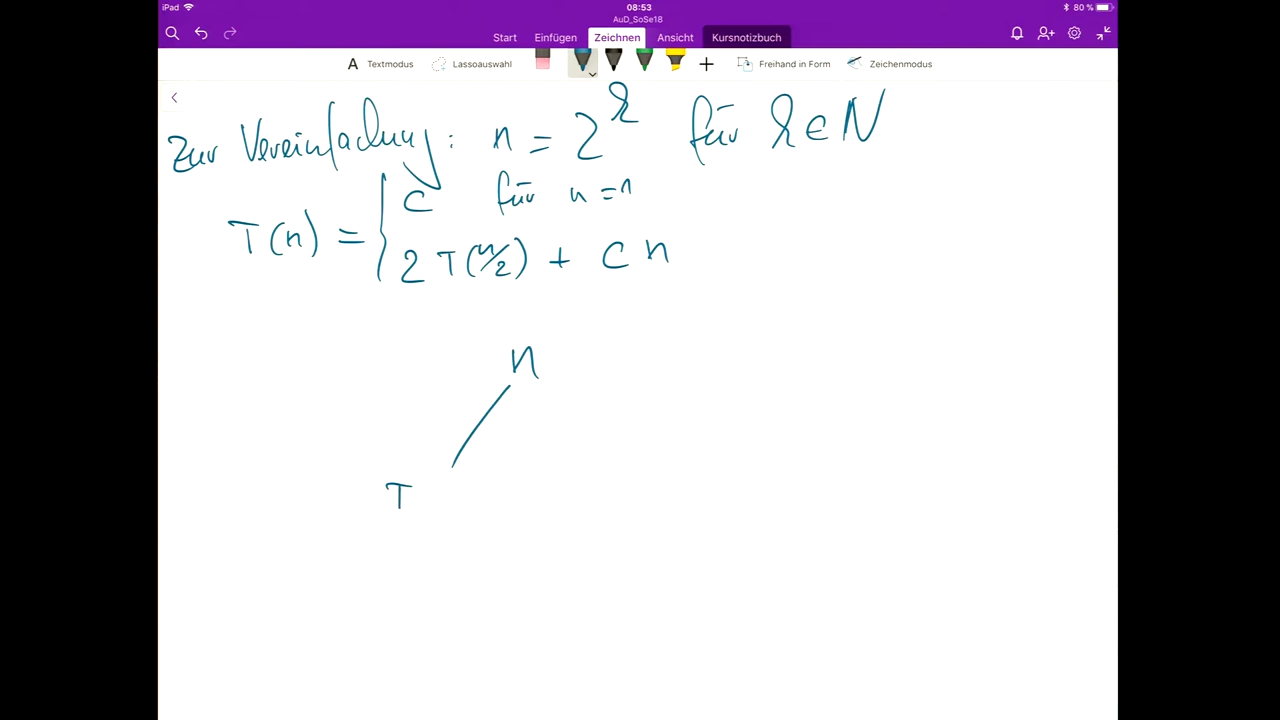 iPad 08:53 80 %
AuD_SoSe18
Start Einfügen Zeichnen Ansicht Kursnotizbuch
A Textmodus Lassoauswahl + Freihand in Form Zeichenmodus
Zur Vereinfachung: n = 2^k für k ∈ N
c für n = 1
T(n) = {
2 T(n/2) + c n
n
T